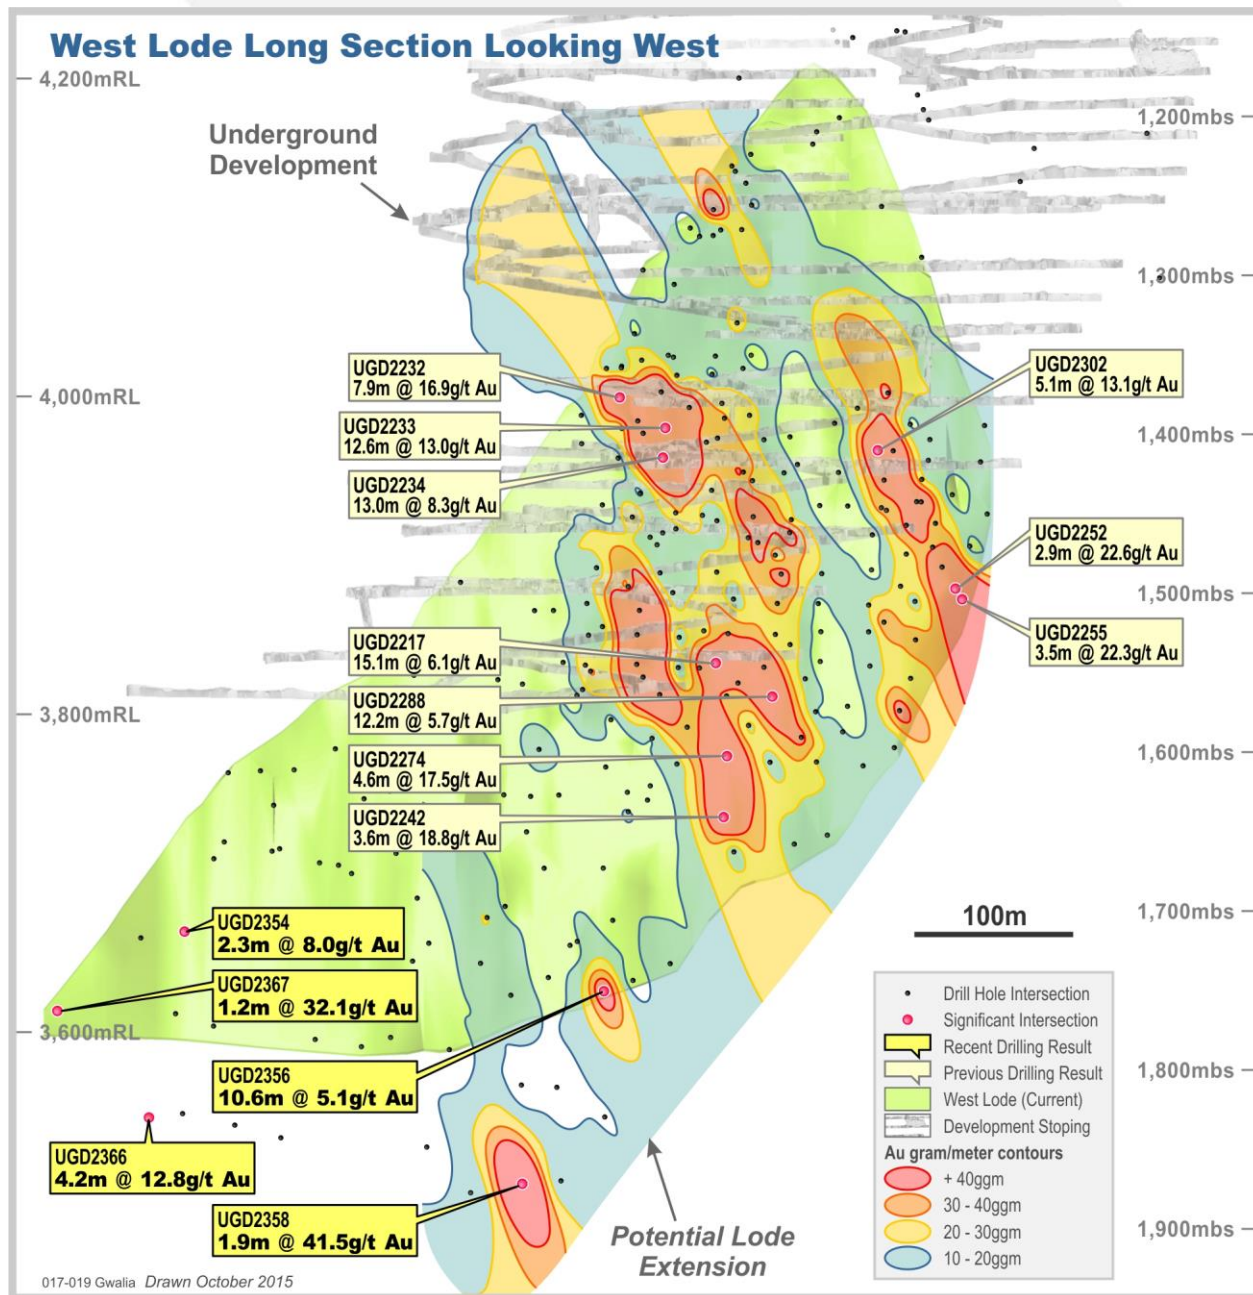 West Lode Long Section Looking West
4,200mRL
1,200mbs
Underground
Development
1,300mbs
UGD2232
7.9m @ 16.9g/t Au
UGD2302
5.1m @ 13.1g/t Au
4,000mRL
UGD2233
12.6m @ 13.0g/t Au
1,400mbs
UGD2234
13.0m @ 8.3g/t Au
UGD2252
2.9m @ 22.6g/t Au
1,500mbs
UGD2255
3.5m @ 22.3g/t Au
UGD2217
15.1m @ 6.1g/t Au
UGD2288
12.2m @ 5.7g/t Au
3,800mRL
1,600mbs
UGD2274
4.6m @ 17.5g/t Au
UGD2242
3.6m @ 18.8g/t Au
UGD2354
2.3m @ 8.0g/t Au
100m
1,700mbs
UGD2367
1.2m @ 32.1g/t Au
3,600mRL
UGD2356
10.6m @ 5.1g/t Au
1,800mbs
UGD2366
4.2m @ 12.8g/t Au
UGD2358
1.9m @ 41.5g/t Au
Potential Lode
Extension
1,900mbs
Drill Hole Intersection
Significant Intersection
Recent Drilling Result
Previous Drilling Result
West Lode (Current)
Development Stoping
Au gram/meter contours
+ 40ggm
30 - 40ggm
20 - 30ggm
10 - 20ggm
017-019 Gwalia Drawn October 2015